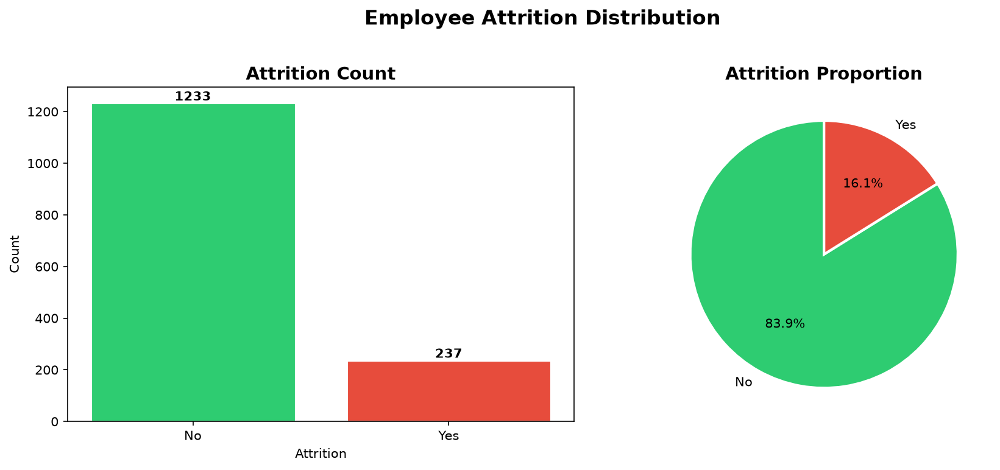 Employee Attrition Distribution
Attrition Count
1233
1200
1000
800
600
400
200
0
Count
237
No
Yes
Attrition
Attrition Proportion
Yes
16.1%
83.9%
No